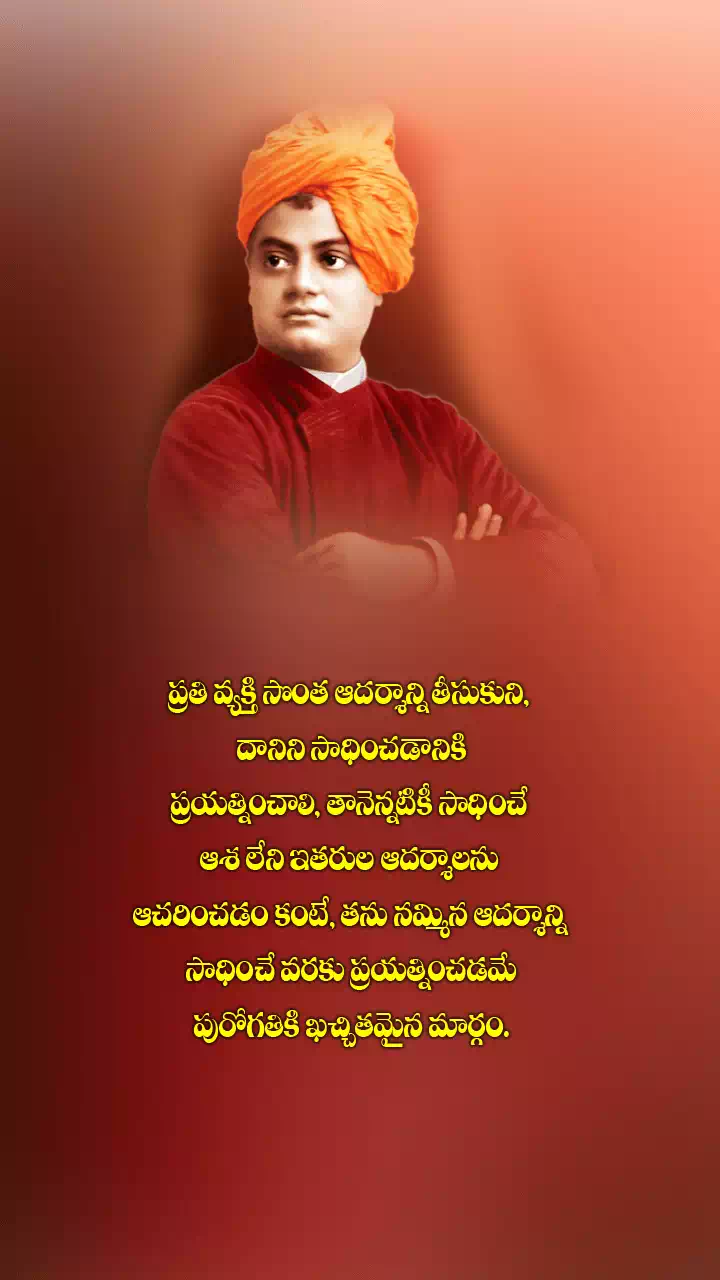 ప్రతి వ్యక్తి సొంత ఆదర్శాన్ని తీసుకుని,
దానిని సాధించడానికి
ప్రయత్నించాలి, తానెన్నటికీ సాధించే
ఆశ లేని ఇతరుల ఆదర్శాలను
ఆచరించడం కంటే, తను నమ్మిన ఆదర్శాన్ని
సాధించే వరకు ప్రయత్నించడమే
పురోగతికి ఖచ్చితమైన మార్గం.